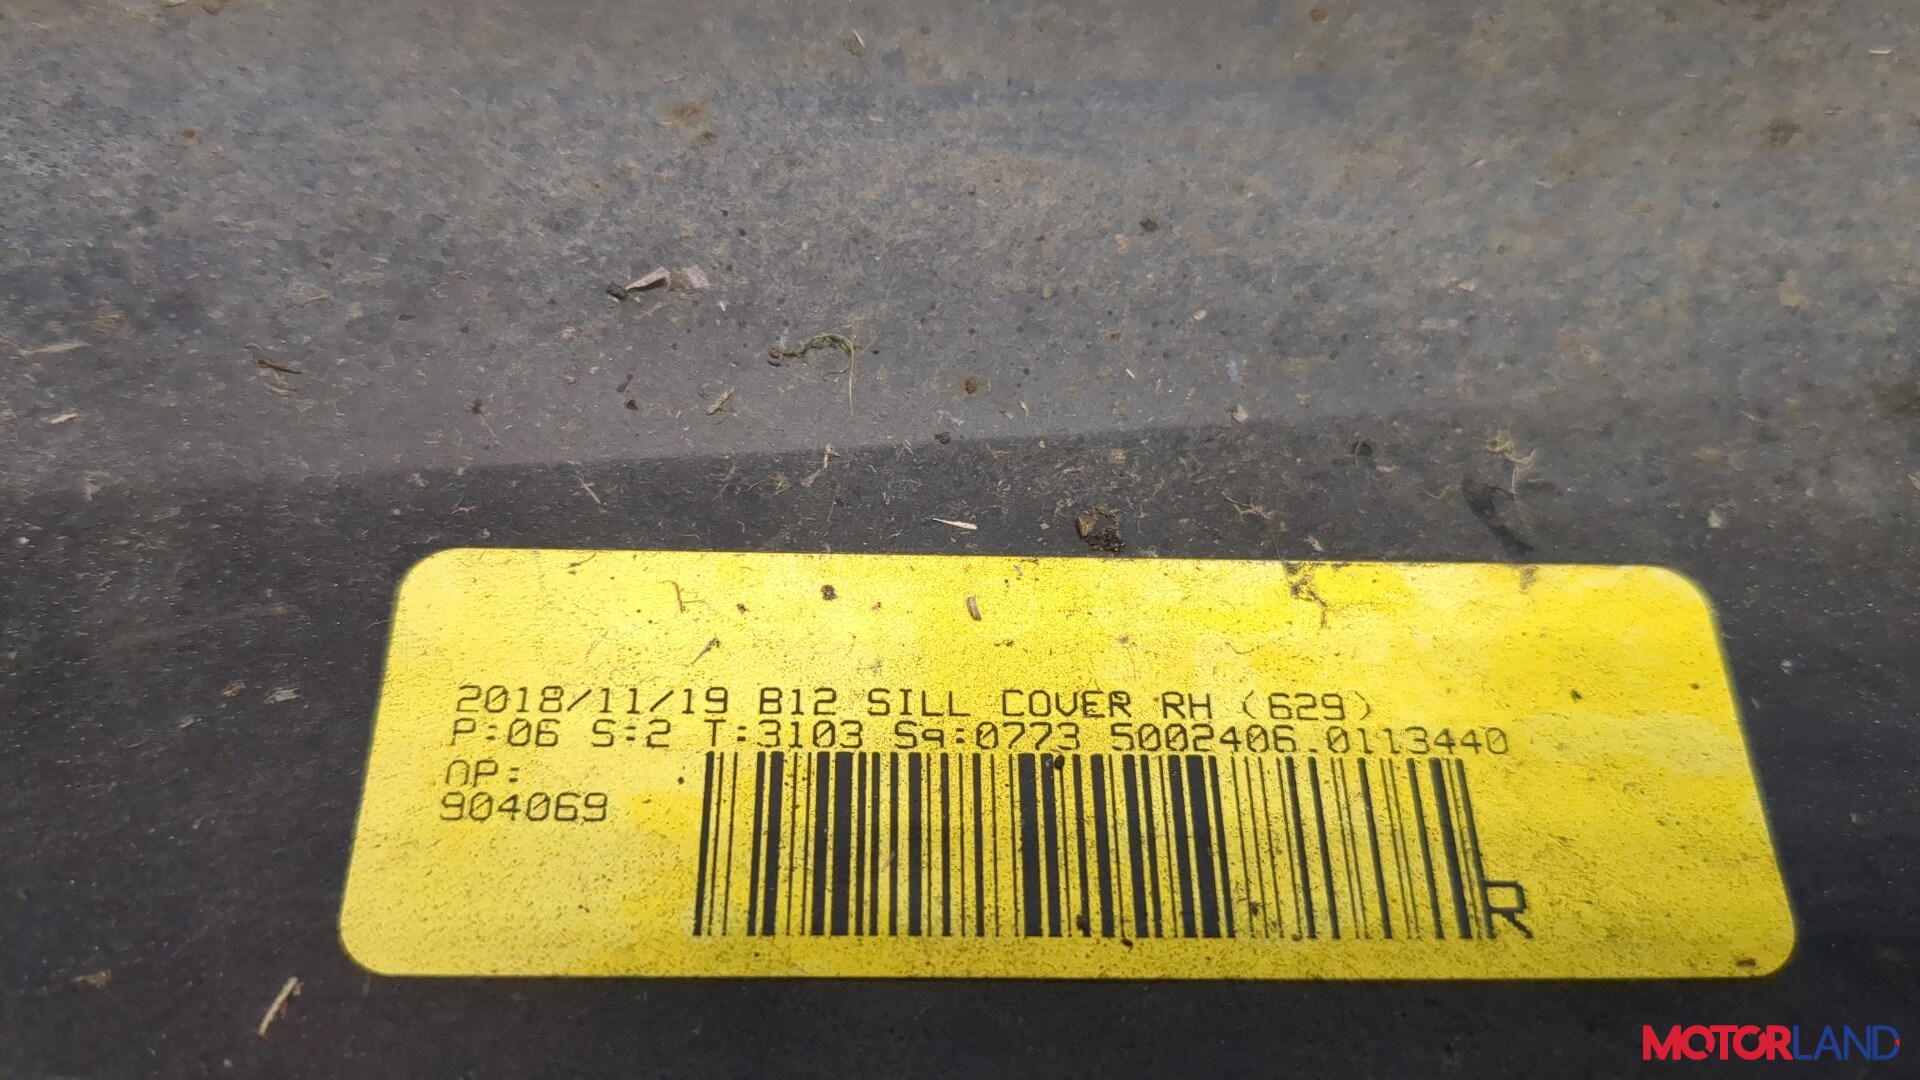 2018/11/19 B12 SILL COVER RH (629)
P:06 S:2 T:3103 Sq:0773 5002406.0113440
OP:
904069
R
MOTORLAND